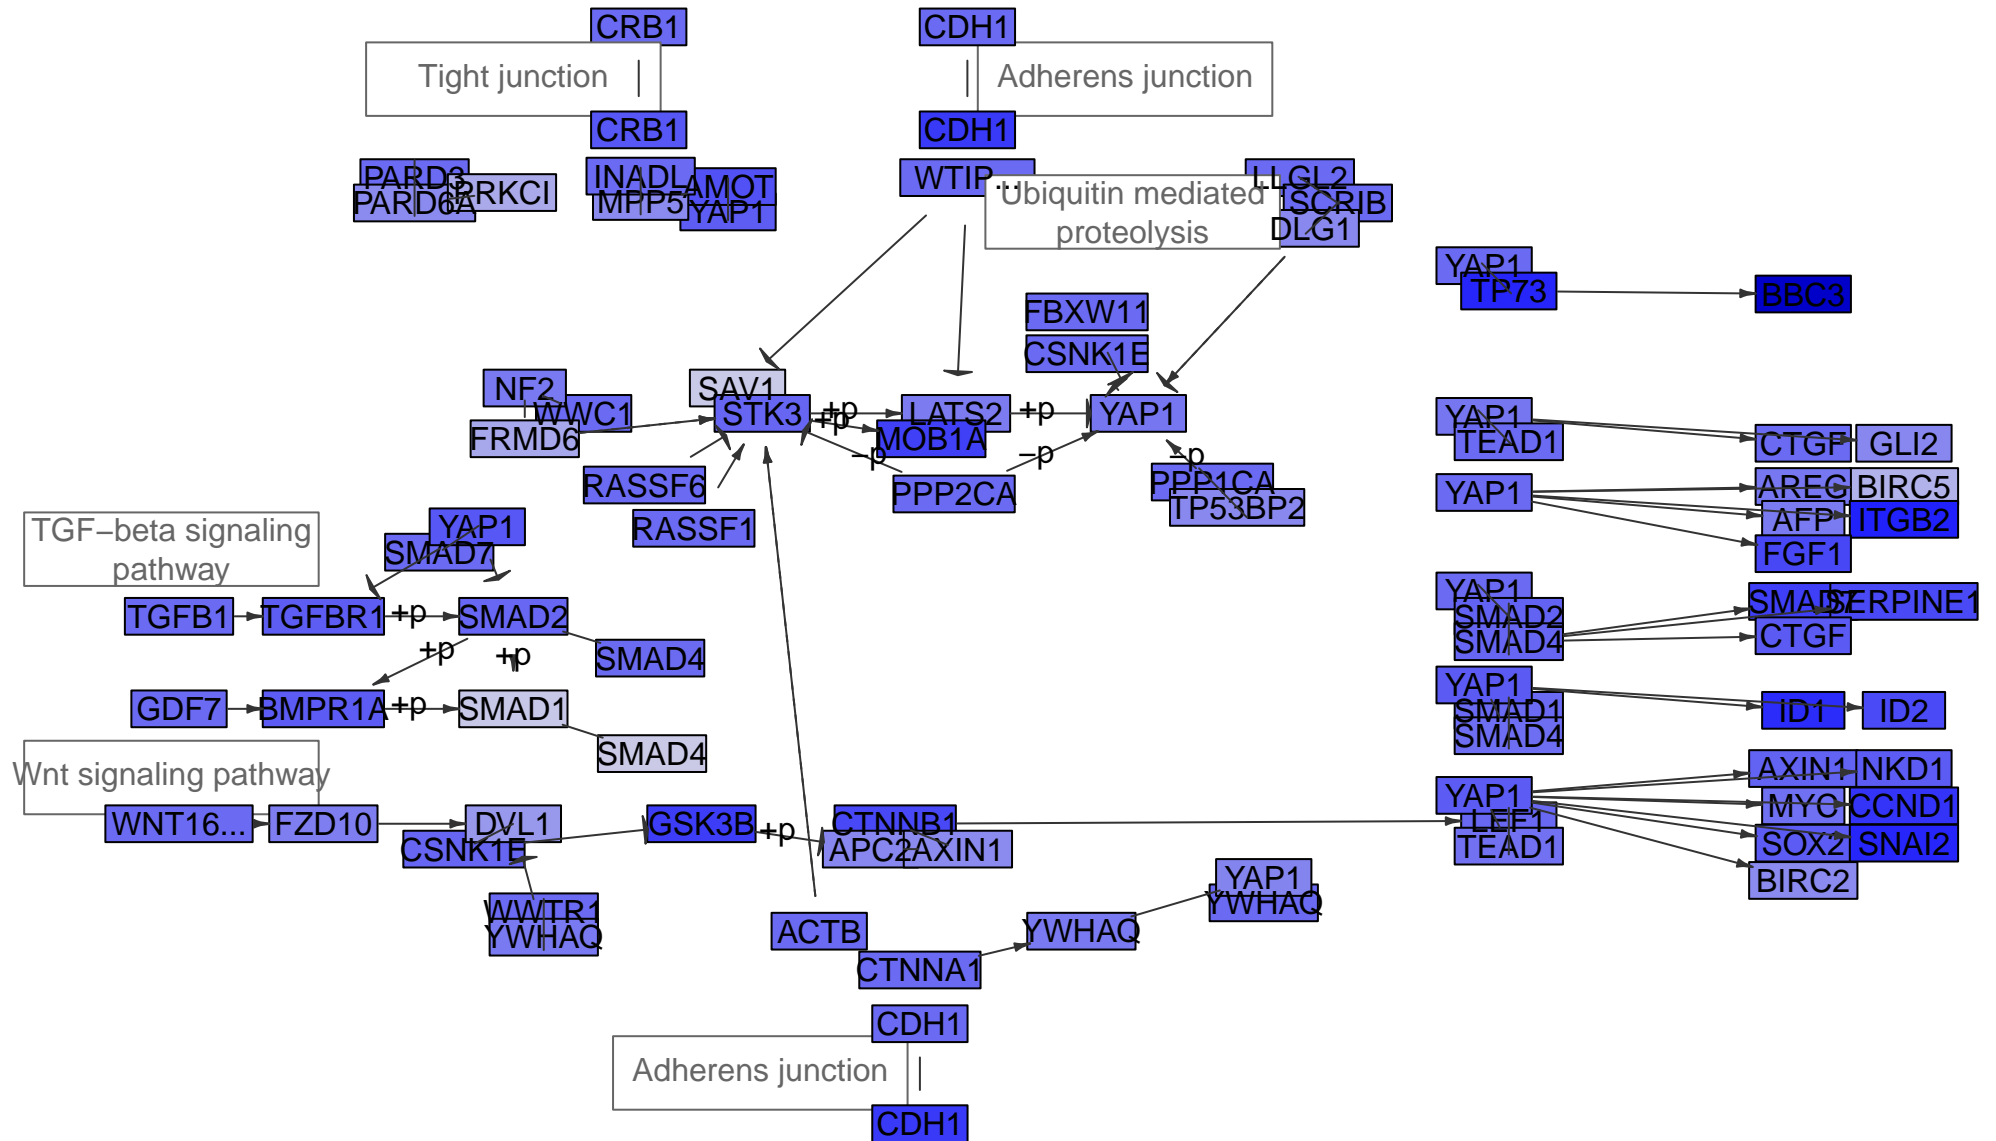 CRB1
CDH1
Tight junction
Adherens junction
CRB1
CDH1
PARD3
PRKCI
PARD6A
INADL
AMOT
MPP5
YAP1
WTIP...
Ubiquitin mediated
proteolysis
LLGL2
SCRIB
DLG1
YAP1
TP73
BBC3
FBXW11
CSNK1E
NF2
WWC1
FRMD6
SAV1
STK3
+p
+p
LATS2
MOB1A
+p
YAP1
–p
–p
–p
RASSF6
RASSF1
PPP2CA
PPP1CA
TP53BP2
YAP1
TEAD1
CTGF
GLI2
YAP1
AREG
BIRC5
AFP
ITGB2
FGF1
TGF–beta signaling
pathway
YAP1
SMAD7
TGFB1
TGFBR1
+p
SMAD2
+p
+p
SMAD4
YAP1
SMAD2
SMAD4
SMAD7
SERPINE1
CTGF
GDF7
BMPR1A
+p
SMAD1
SMAD4
YAP1
SMAD1
SMAD4
ID1
ID2
Wnt signaling pathway
WNT16...
FZD10
DVL1
CSNK1E
GSK3B
+p
CTNNB1
APC2
AXIN1
YAP1
LEF1
TEAD1
AXIN1
NKD1
MYC
CCND1
SOX2
SNAI2
BIRC2
WWTR1
YWHAQ
ACTB
CTNNA1
YWHAQ
YAP1
YWHAQ
CDH1
Adherens junction
CDH1